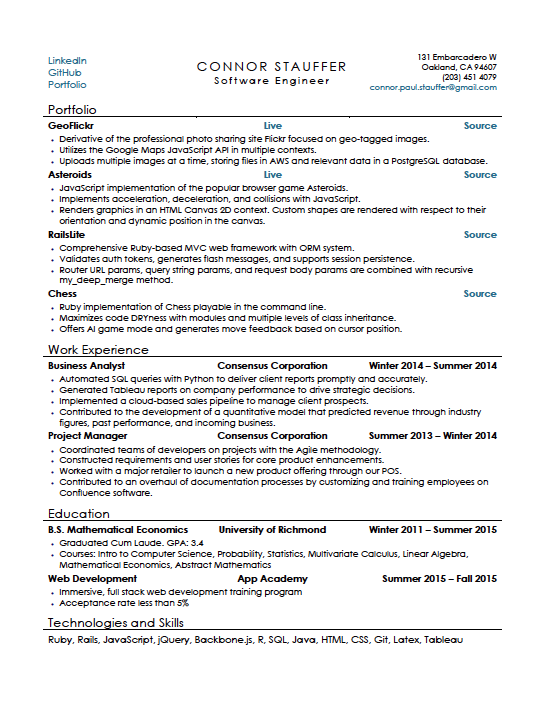 LinkedIn
GitHub
Portfolio
CONNOR STAUFFER
Software Engineer
131 Embarcadero W
Oakland, CA 94607
(203) 451 4079
connor.paul.stauffer@gmail.com
Portfolio
GeoFlickr Live Source
• Derivative of the professional photo sharing site Flickr focused on geo-tagged images.
• Utilizes the Google Maps JavaScript API in multiple contexts.
• Uploads multiple images at a time, storing files in AWS and relevant data in a PostgreSQL database.
Asteroids Live Source
• JavaScript implementation of the popular browser game Asteroids.
• Implements acceleration, deceleration, and collisions with JavaScript.
• Renders graphics in an HTML Canvas 2D context. Custom shapes are rendered with respect to their
orientation and dynamic position in the canvas.
RailsLite Source
• Comprehensive Ruby-based MVC web framework with ORM system.
• Validates auth tokens, generates flash messages, and supports session persistence.
• Router URL params, query string params, and request body params are combined with recursive
my_deep_merge method.
Chess Source
• Ruby implementation of Chess playable in the command line.
• Maximizes code DRYness with modules and multiple levels of class inheritance.
• Offers AI game mode and generates move feedback based on cursor position.
Work Experience
Business Analyst Consensus Corporation Winter 2014 – Summer 2014
• Automated SQL queries with Python to deliver client reports promptly and accurately.
• Generated Tableau reports on company performance to drive strategic decisions.
• Implemented a cloud-based sales pipeline to manage client prospects.
• Contributed to the development of a quantitative model that predicted revenue through industry
figures, past performance, and incoming business.
Project Manager Consensus Corporation Summer 2013 – Winter 2014
• Coordinated teams of developers on projects with the Agile methodology.
• Constructed requirements and user stories for core product enhancements.
• Worked with a major retailer to launch a new product offering through our POS.
• Contributed to an overhaul of documentation processes by customizing and training employees on
Confluence software.
Education
B.S. Mathematical Economics University of Richmond Winter 2011 – Summer 2015
• Graduated Cum Laude. GPA: 3.4
• Courses: Intro to Computer Science, Probability, Statistics, Multivariate Calculus, Linear Algebra,
Mathematical Economics, Abstract Mathematics
Web Development App Academy Summer 2015 – Fall 2015
• Immersive, full stack web development training program
• Acceptance rate less than 5%
Technologies and Skills
Ruby, Rails, JavaScript, jQuery, Backbone.js, R, SQL, Java, HTML, CSS, Git, Latex, Tableau